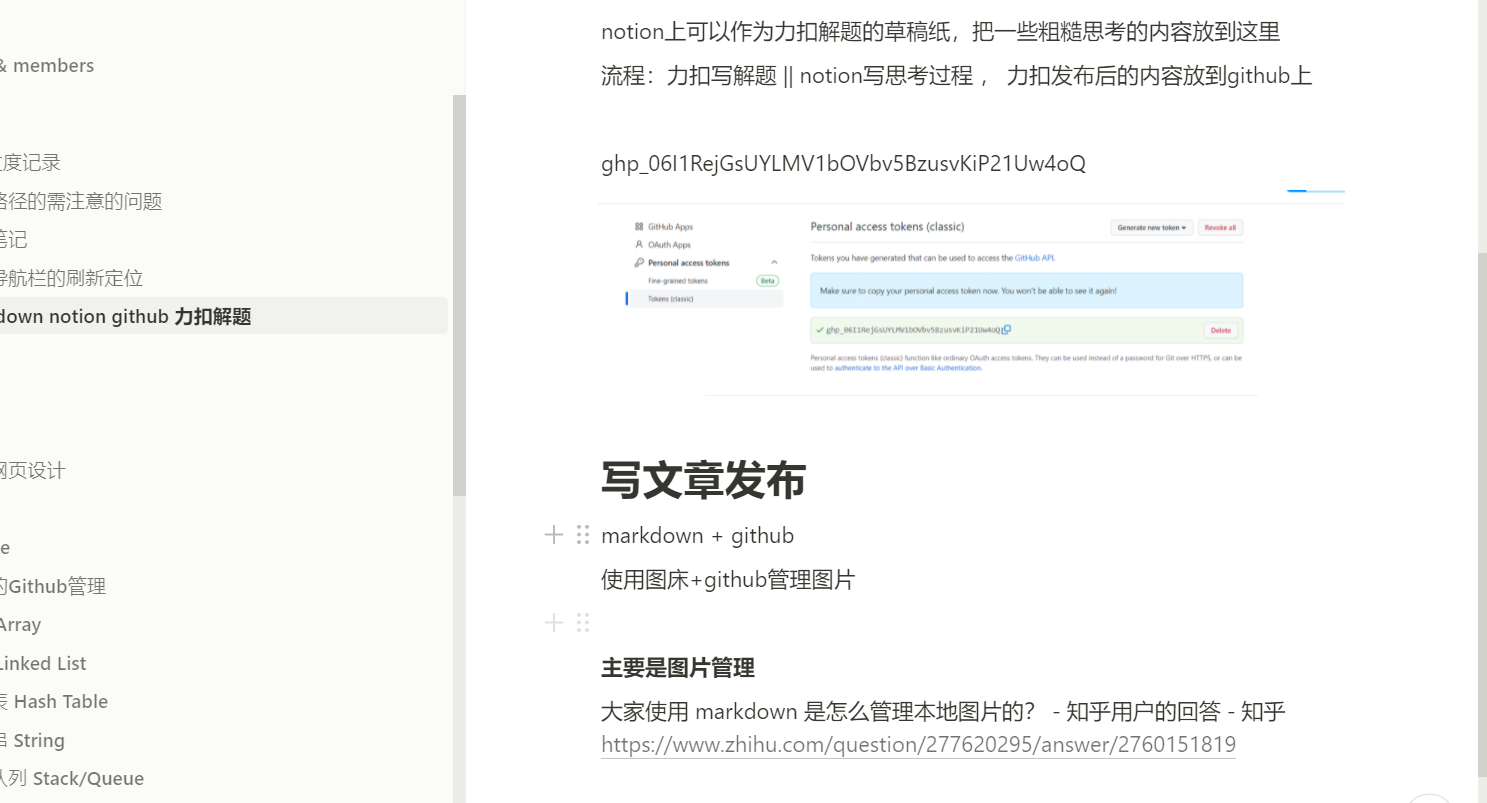 & members
度记录
路径的需注意的问题
笔记
导航栏的刷新定位
down notion github 力扣解题
网页设计
e
的Github管理
Array
Linked List
表 Hash Table
串 String
队列 Stack/Queue
notion上可以作为力扣解题的草稿纸，把一些粗糙思考的内容放到这里
流程：力扣写解题 || notion写思考过程 ， 力扣发布后的内容放到github上
GitHub Apps
OAuth Apps
Personal access tokens
Fine-grained tokens Beta
Tokens (classic)
Personal access tokens (classic) Generate new token Revoke all
Tokens you have generated that can be used to access the GitHub API.
Make sure to copy your personal access token now. You won't be able to see it again!
Delete
Personal access tokens (classic) function like ordinary OAuth access tokens. They can be used instead of a password for Git over HTTPS, or can be
used to authenticate to the API over Basic Authentication.
写文章发布
markdown + github
使用图床+github管理图片
主要是图片管理
大家使用 markdown 是怎么管理本地图片的？ - 知乎用户的回答 - 知乎
https://www.zhihu.com/question/277620295/answer/2760151819